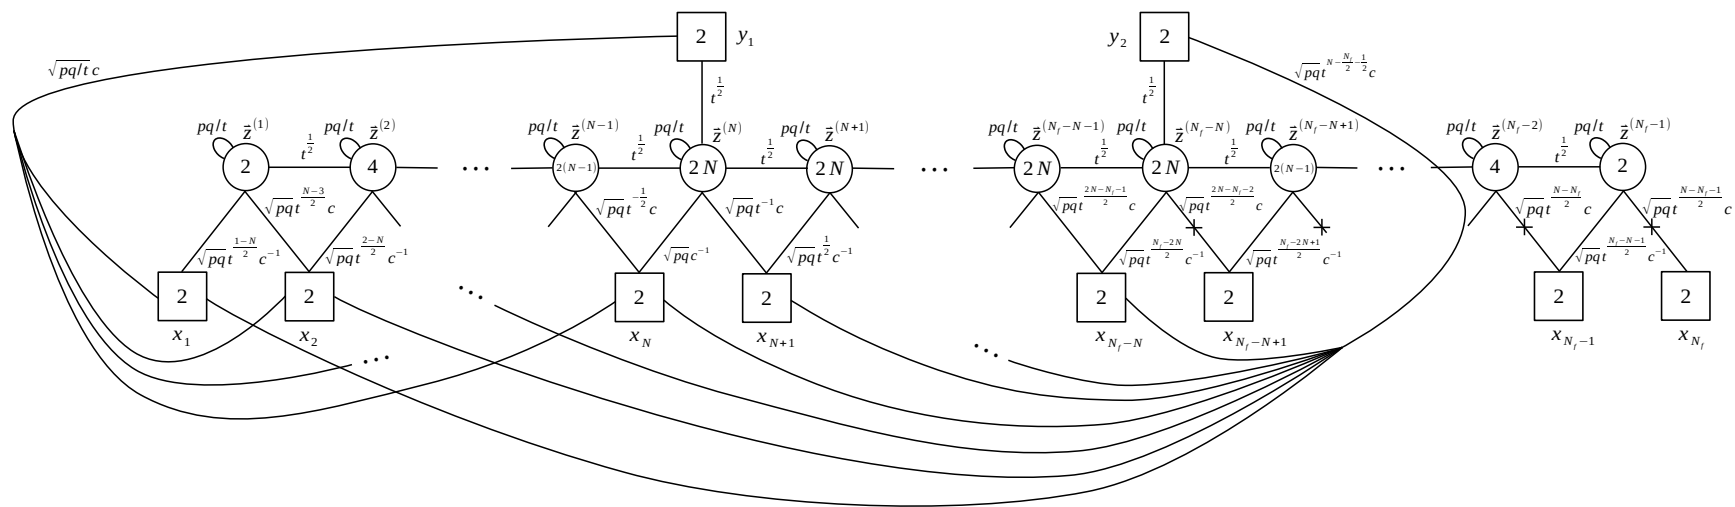 2 y₁ y₂ 2
√pq/t c
√pq t^{N-N_f/2-1/2} c
t^{1/2} t^{1/2}
pq/t z⃗^{(1)} pq/t z⃗^{(2)} pq/t z⃗^{(N-1)} pq/t z⃗^{(N)} pq/t z⃗^{(N+1)} pq/t z⃗^{(N_f-N-1)} pq/t z⃗^{(N_f-N)} pq/t z⃗^{(N_f-N+1)} pq/t z⃗^{(N_f-2)} pq/t z⃗^{(N_f-1)}
t^{1/2} t^{1/2} t^{1/2} t^{1/2} t^{1/2} t^{1/2}
2 4 ... 2(N-1) 2N 2N ... 2N 2N 2(N-1) ... 4 2
√pq t^{(N-3)/2} c √pq t^{-1/2} c √pq t^{-1} c √pq t^{(2N-N_f-1)/2} c √pq t^{(2N-N_f-2)/2} c √pq t^{(N-N_f)/2} c √pq t^{(N-N_f-1)/2} c
√pq t^{(1-N)/2} c^{-1} √pq t^{(2-N)/2} c^{-1} √pq c^{-1} √pq t^{1/2} c^{-1} √pq t^{(N_f-2N)/2} c^{-1} √pq t^{(N_f-2N+1)/2} c^{-1} √pq t^{(N_f-N-1)/2} c^{-1}
2 2 ... 2 2 ... 2 2 2 2
x₁ x₂ x_N x_{N+1} x_{N_f-N} x_{N_f-N+1} x_{N_f-1} x_{N_f}
...